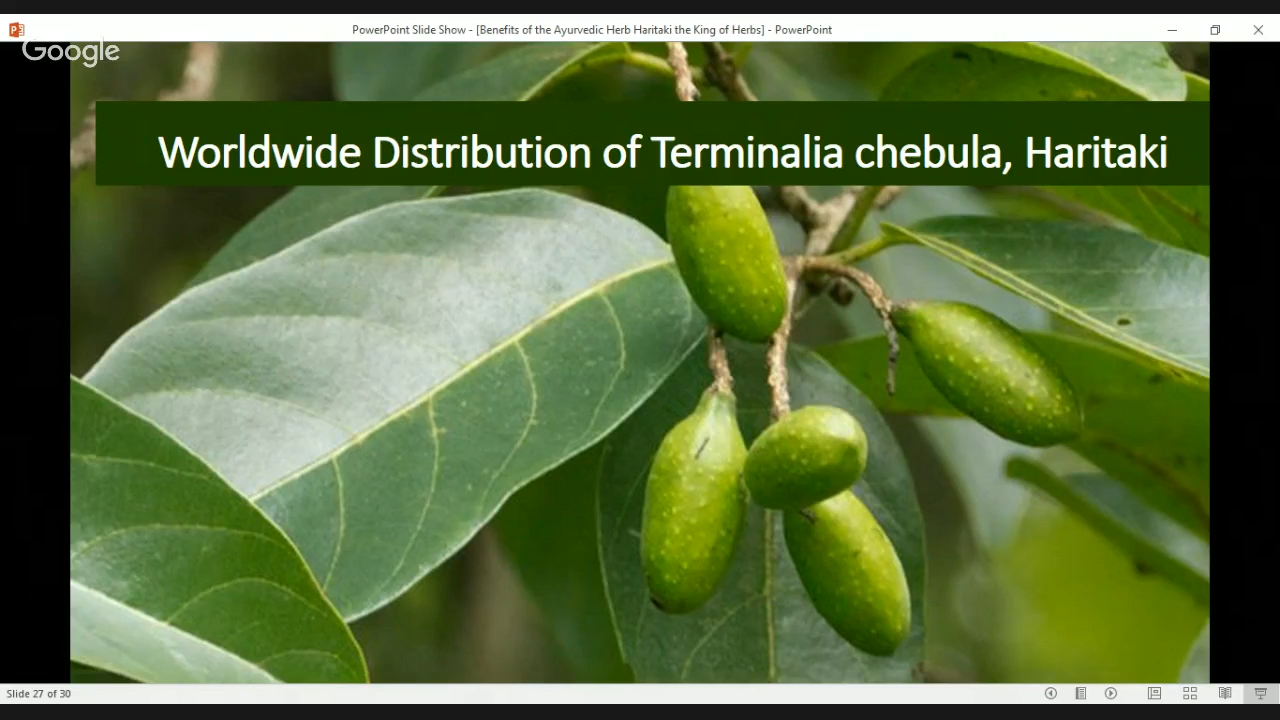 PowerPoint Slide Show - [Benefits of the Ayurvedic Herb Haritaki the King of Herbs] - PowerPoint
Google
Worldwide Distribution of Terminalia chebula, Haritaki
Slide 27 of 30